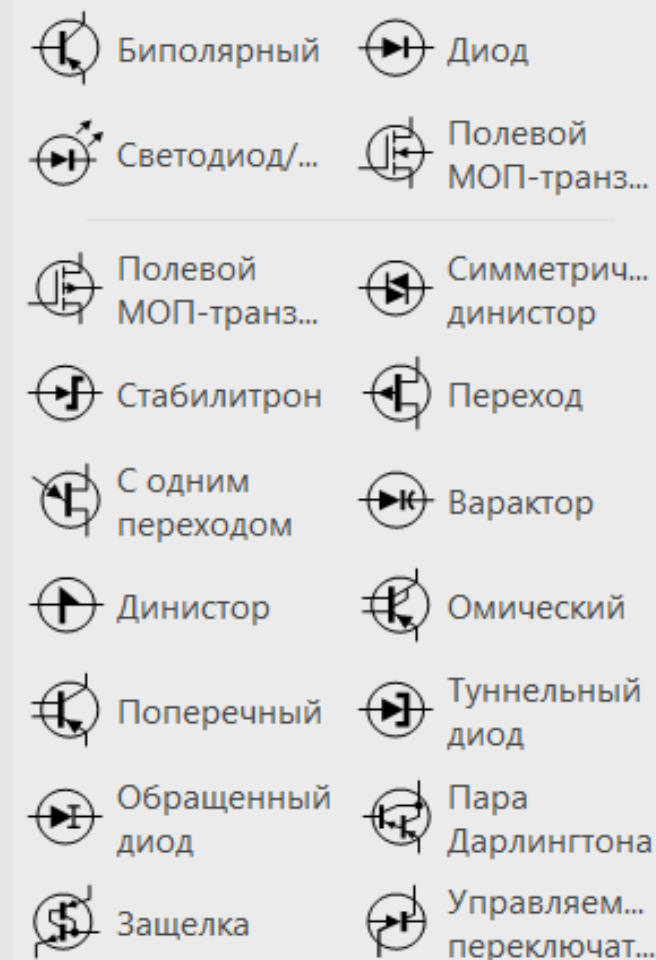 Биполярный
Диод
Светодиод/...
Полевой
МОП-транз...
Полевой
МОП-транз...
Симметрич...
динистор
Стабилитрон
Переход
С одним
переходом
Варактор
Динистор
Омический
Поперечный
Туннельный
диод
Обращенный
диод
Пара
Дарлингтона
Защелка
Управляем...
переключат...